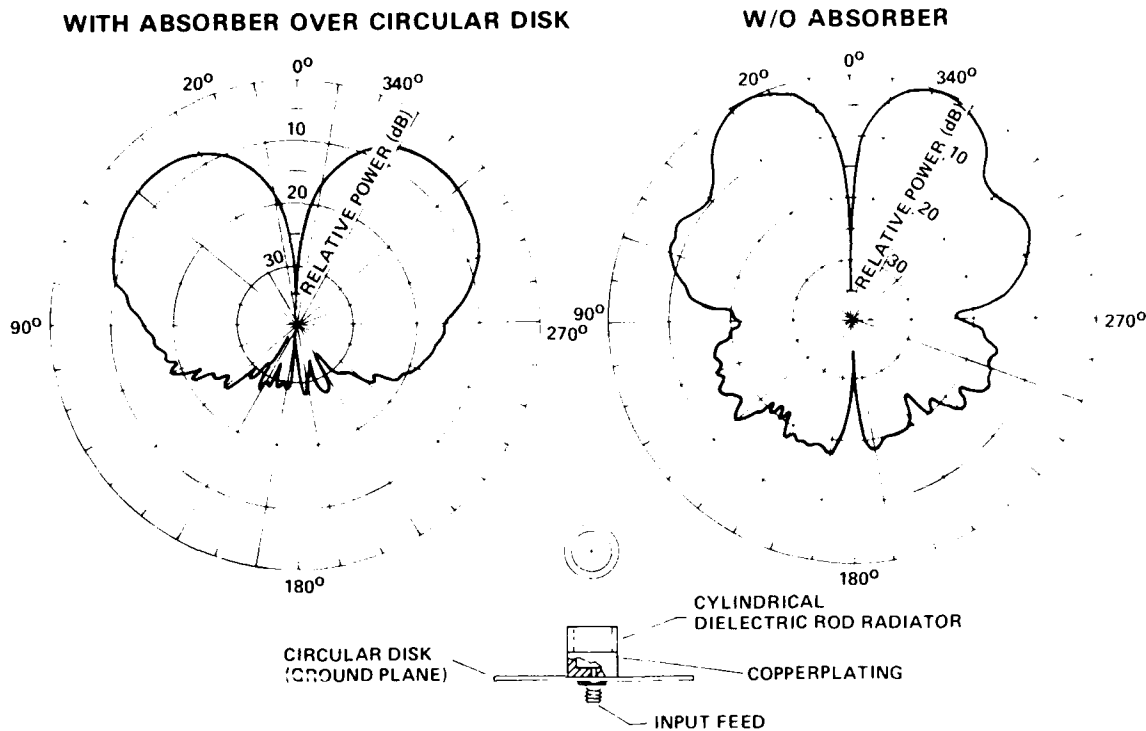 WITH ABSORBER OVER CIRCULAR DISK
0°
20°
340°
10
20
30
RELATIVE POWER (dB)
90°
270°
180°
W/O ABSORBER
0°
20°
340°
10
20
30
RELATIVE POWER (dB)
90°
270°
180°
CYLINDRICAL
DIELECTRIC ROD RADIATOR
CIRCULAR DISK
(GROUND PLANE)
COPPERPLATING
INPUT FEED